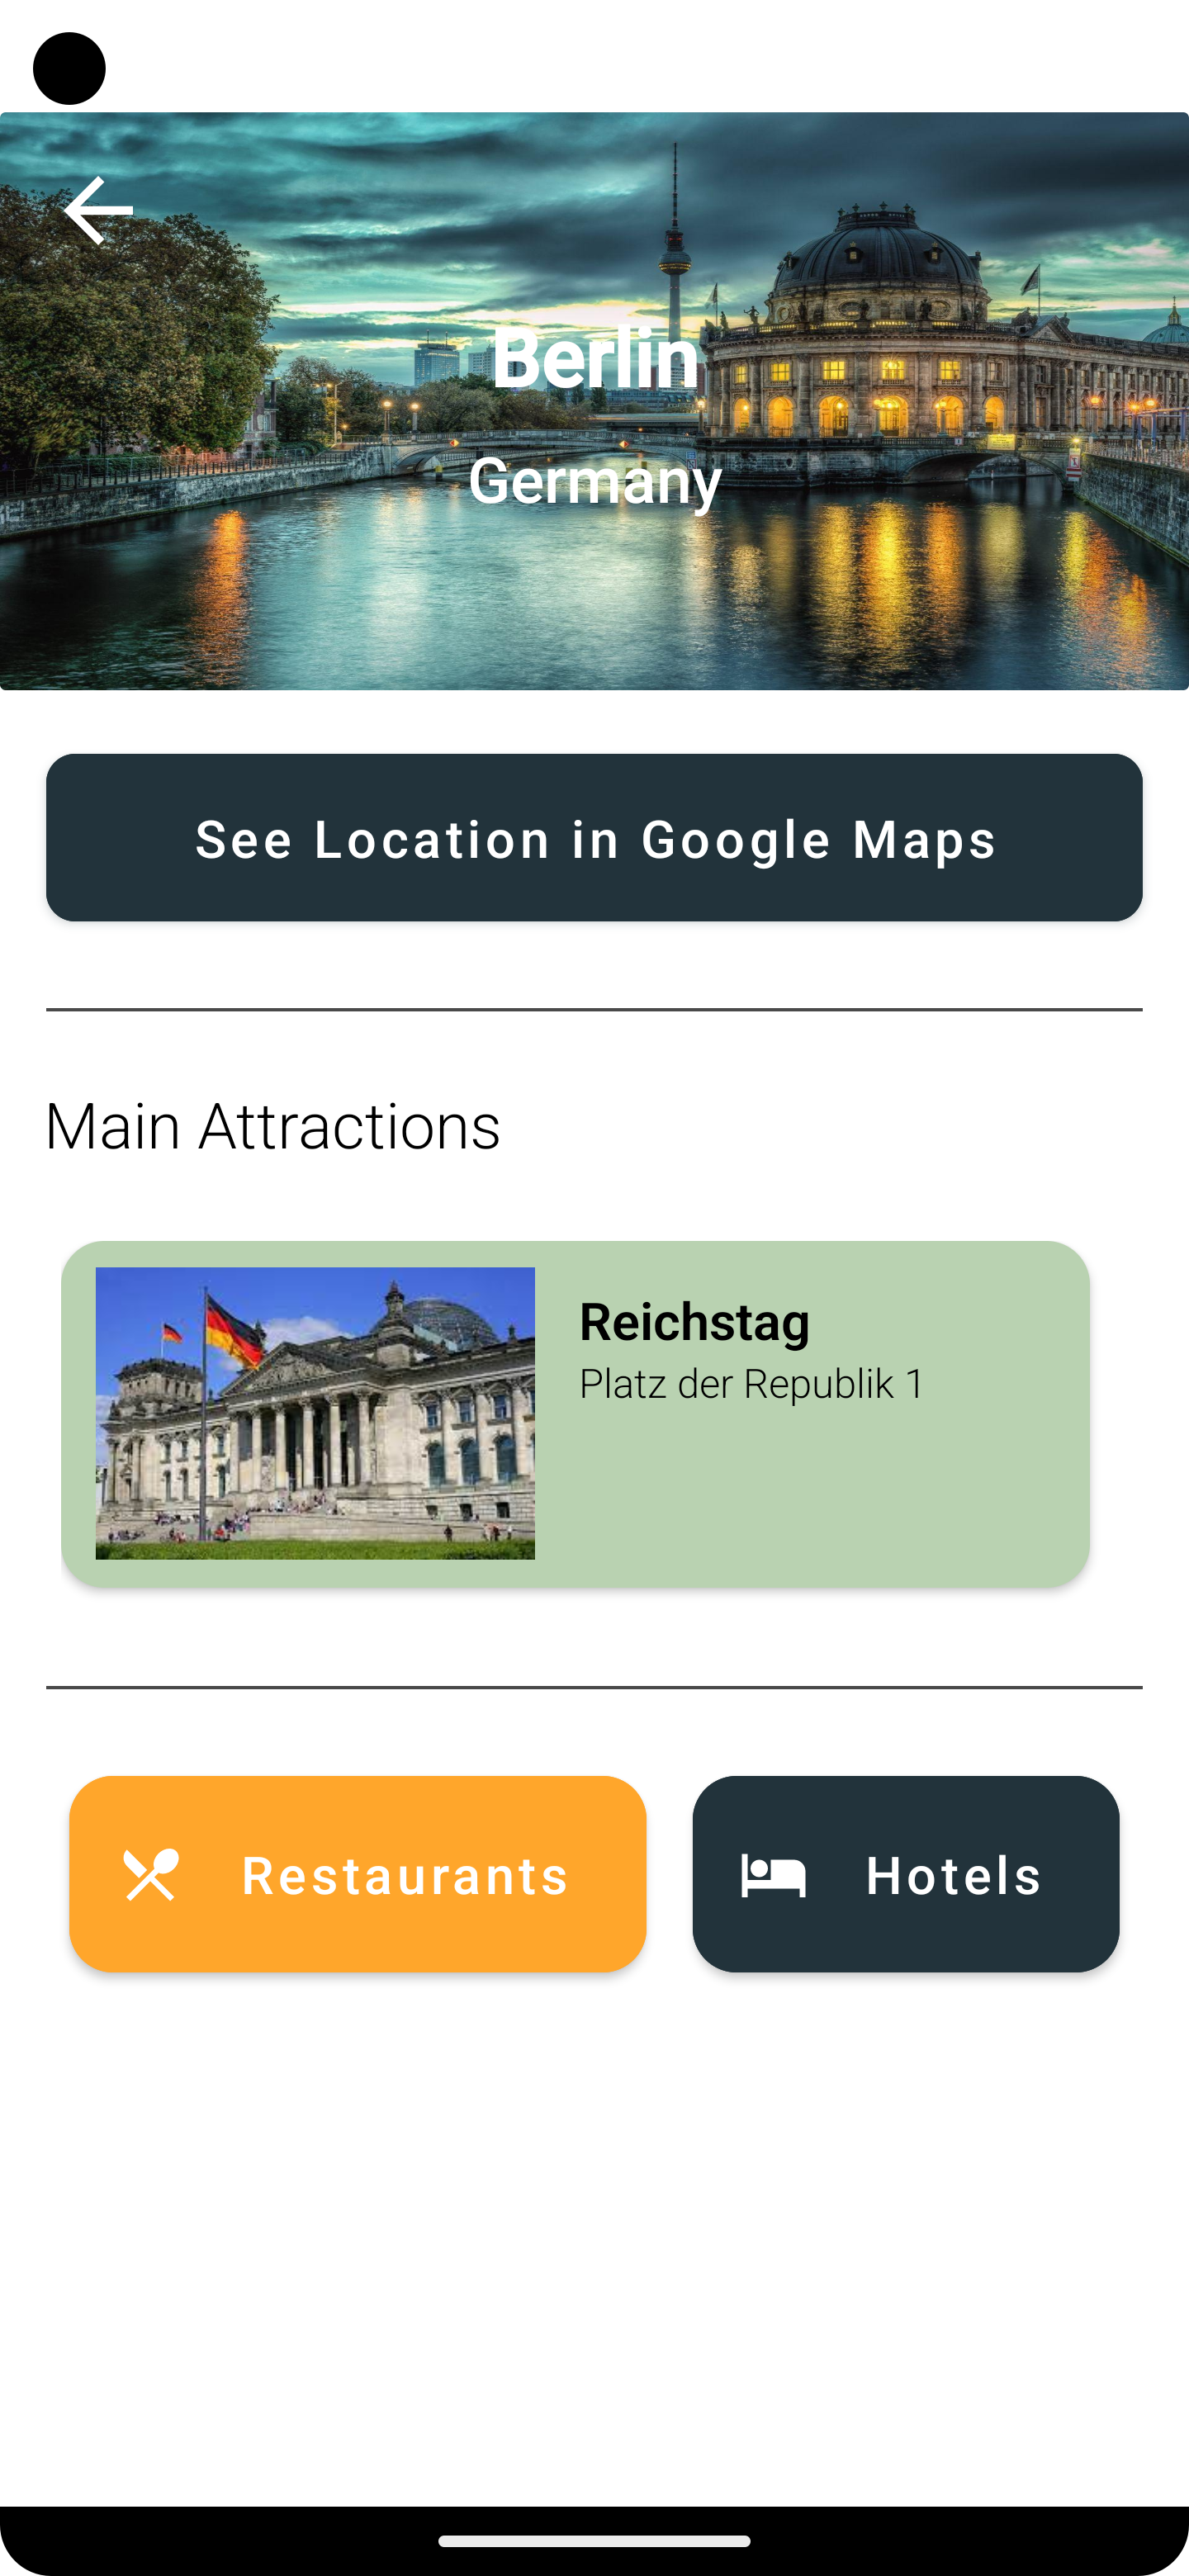 Berlin
Germany
See Location in Google Maps
Main Attractions
Reichstag
Platz der Republik 1
Restaurants
Hotels